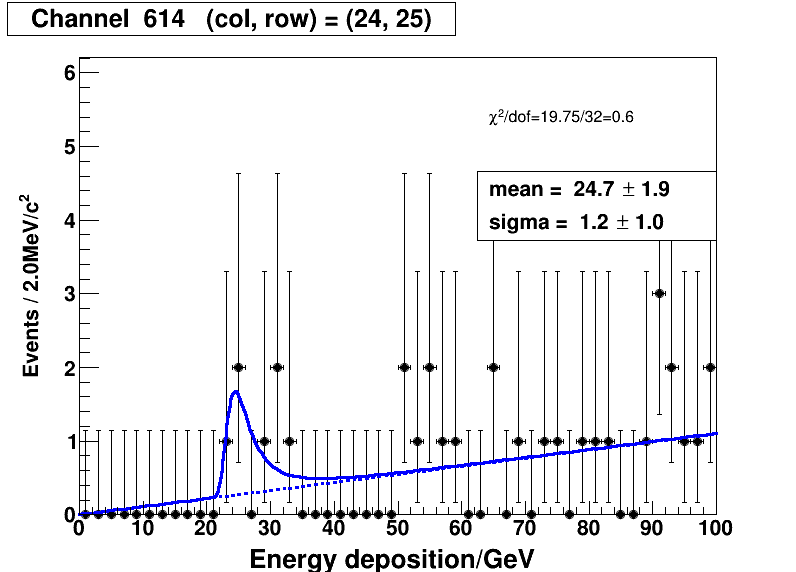 Channel 614 (col, row) = (24, 25)
χ²/dof=19.75/32=0.6
mean = 24.7 ± 1.9
sigma = 1.2 ± 1.0
Events / 2.0MeV/c²
6
5
4
3
2
1
0
0 10 20 30 40 50 60 70 80 90 100
Energy deposition/GeV